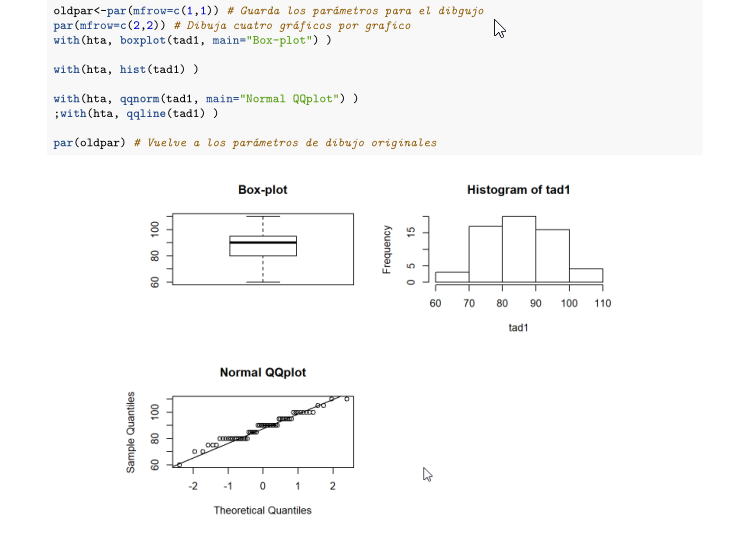 oldpar<-par(mfrow=c(1,1)) # Guarda los parámetros para el dibgujo
par(mfrow=c(2,2)) # Dibuja cuatro gráficos por grafico
with(hta, boxplot(tad1, main="Box-plot") )
with(hta, hist(tad1) )
with(hta, qqnorm(tad1, main="Normal QQplot") )
;with(hta, qqline(tad1) )
par(oldpar) # Vuelve a los parámetros de dibujo originales
Box-plot
60 80 100
Histogram of tad1
Frequency
0 5 15
60 70 80 90 100 110
tad1
Normal QQplot
Sample Quantiles
60 80 100
-2 -1 0 1 2
Theoretical Quantiles